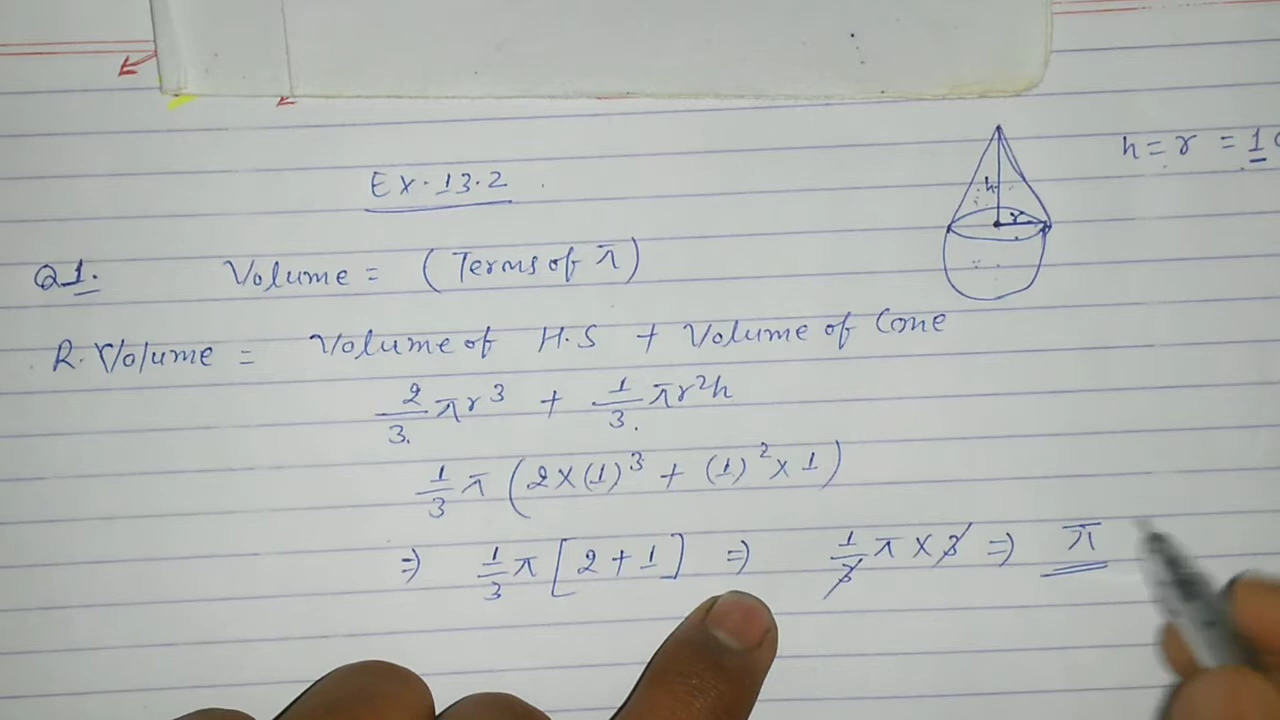 h = r = 1
Ex. 13.2
h
r
Q1. Volume = (Terms of π)
R. Volume = Volume of H.S + Volume of Cone
2/3 πr³ + 1/3 πr²h
1/3 π (2×(1)³ + (1)²×1)
⇒ 1/3 π [2+1] ⇒ 1/3 π × 3 ⇒ π